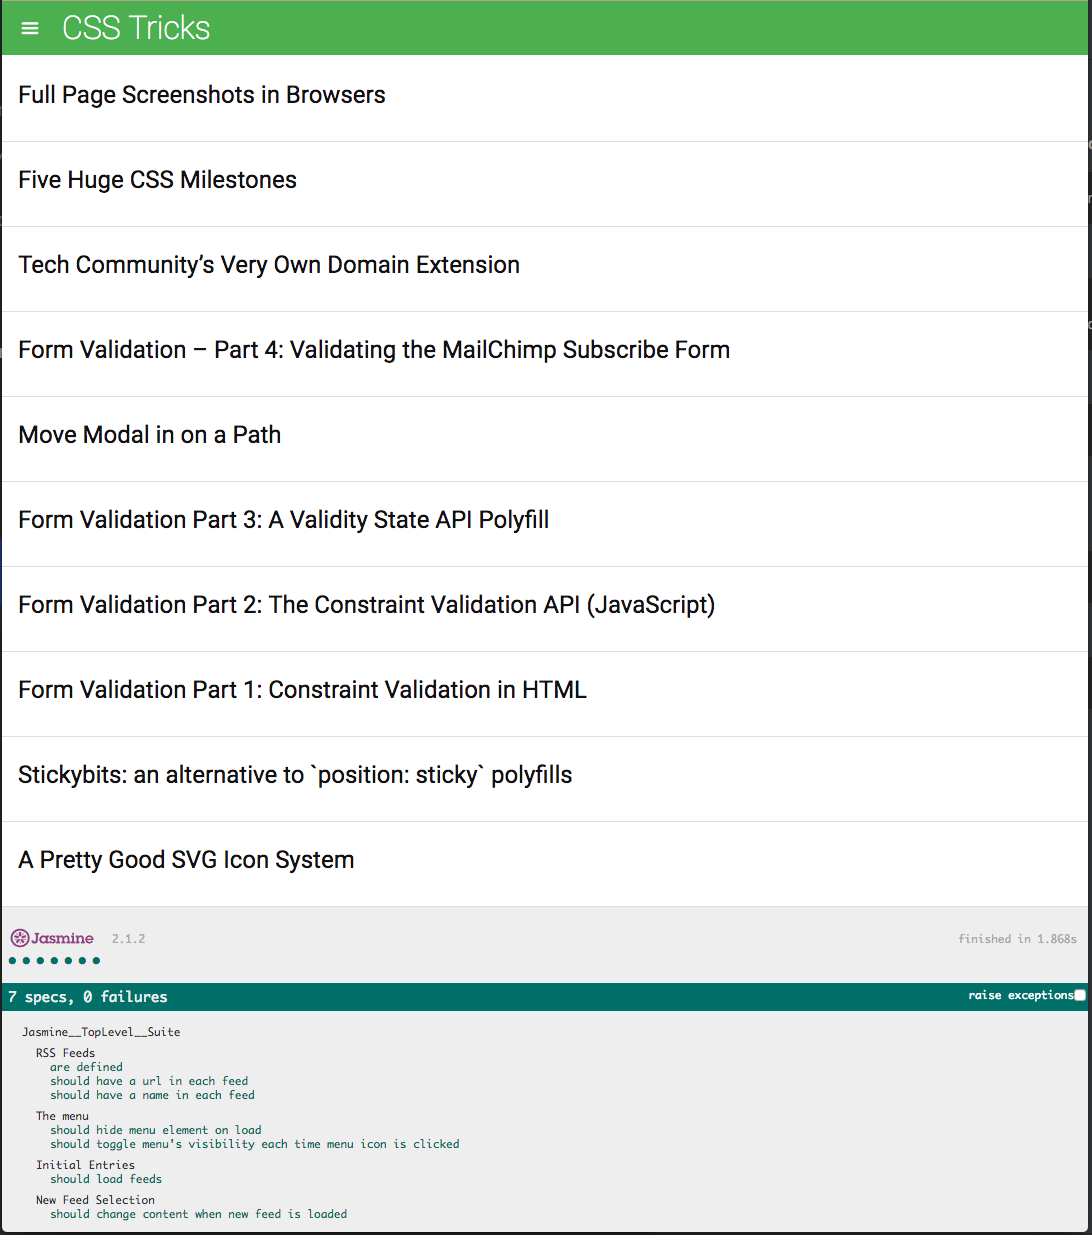 CSS Tricks
Full Page Screenshots in Browsers
Five Huge CSS Milestones
Tech Community’s Very Own Domain Extension
Form Validation – Part 4: Validating the MailChimp Subscribe Form
Move Modal in on a Path
Form Validation Part 3: A Validity State API Polyfill
Form Validation Part 2: The Constraint Validation API (JavaScript)
Form Validation Part 1: Constraint Validation in HTML
Stickybits: an alternative to `position: sticky` polyfills
A Pretty Good SVG Icon System
Jasmine 2.1.2 finished in 1.868s
7 specs, 0 failures raise exceptions
Jasmine__TopLevel__Suite
RSS Feeds
are defined
should have a url in each feed
should have a name in each feed
The menu
should hide menu element on load
should toggle menu's visibility each time menu icon is clicked
Initial Entries
should load feeds
New Feed Selection
should change content when new feed is loaded